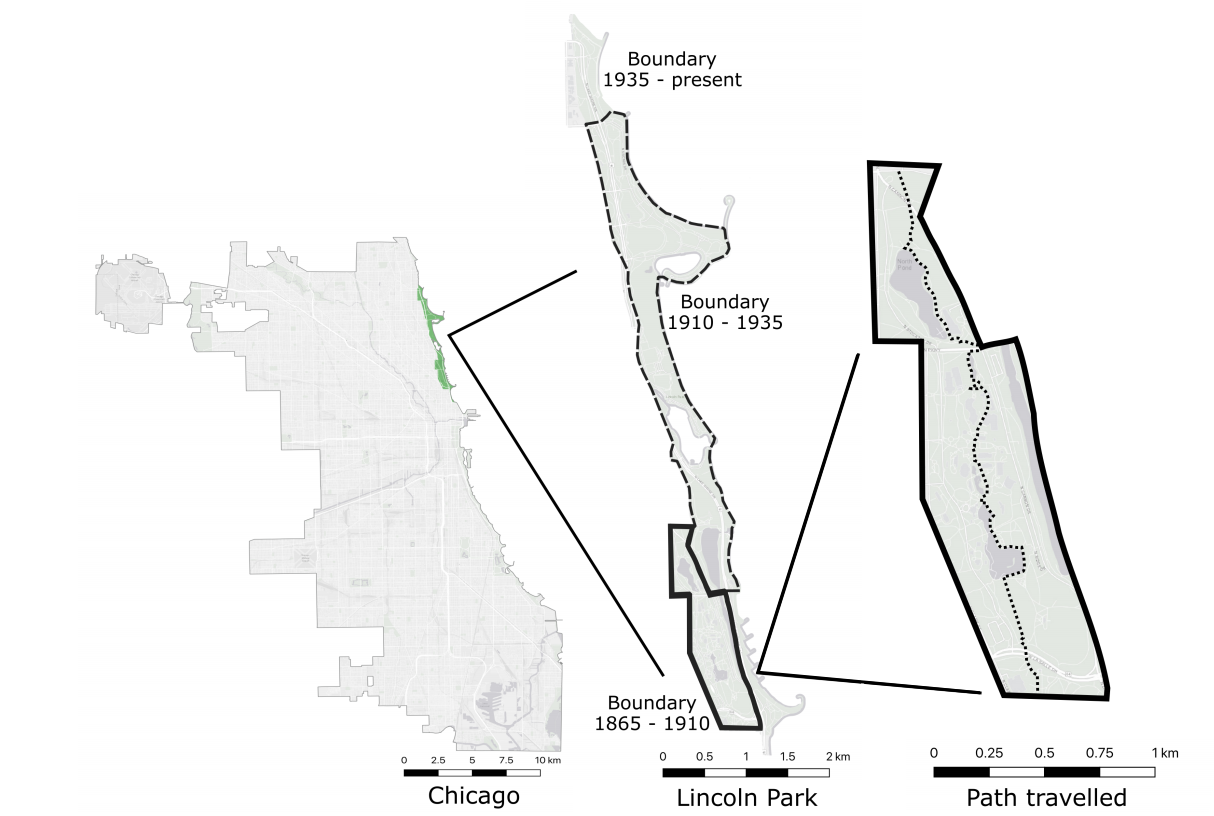 Boundary
1935 - present
Boundary
1910 - 1935
Boundary
1865 - 1910
North
Pond
0 2.5 5 7.5 10 km
Chicago
0 0.5 1 1.5 2 km
Lincoln Park
0 0.25 0.5 0.75 1 km
Path travelled